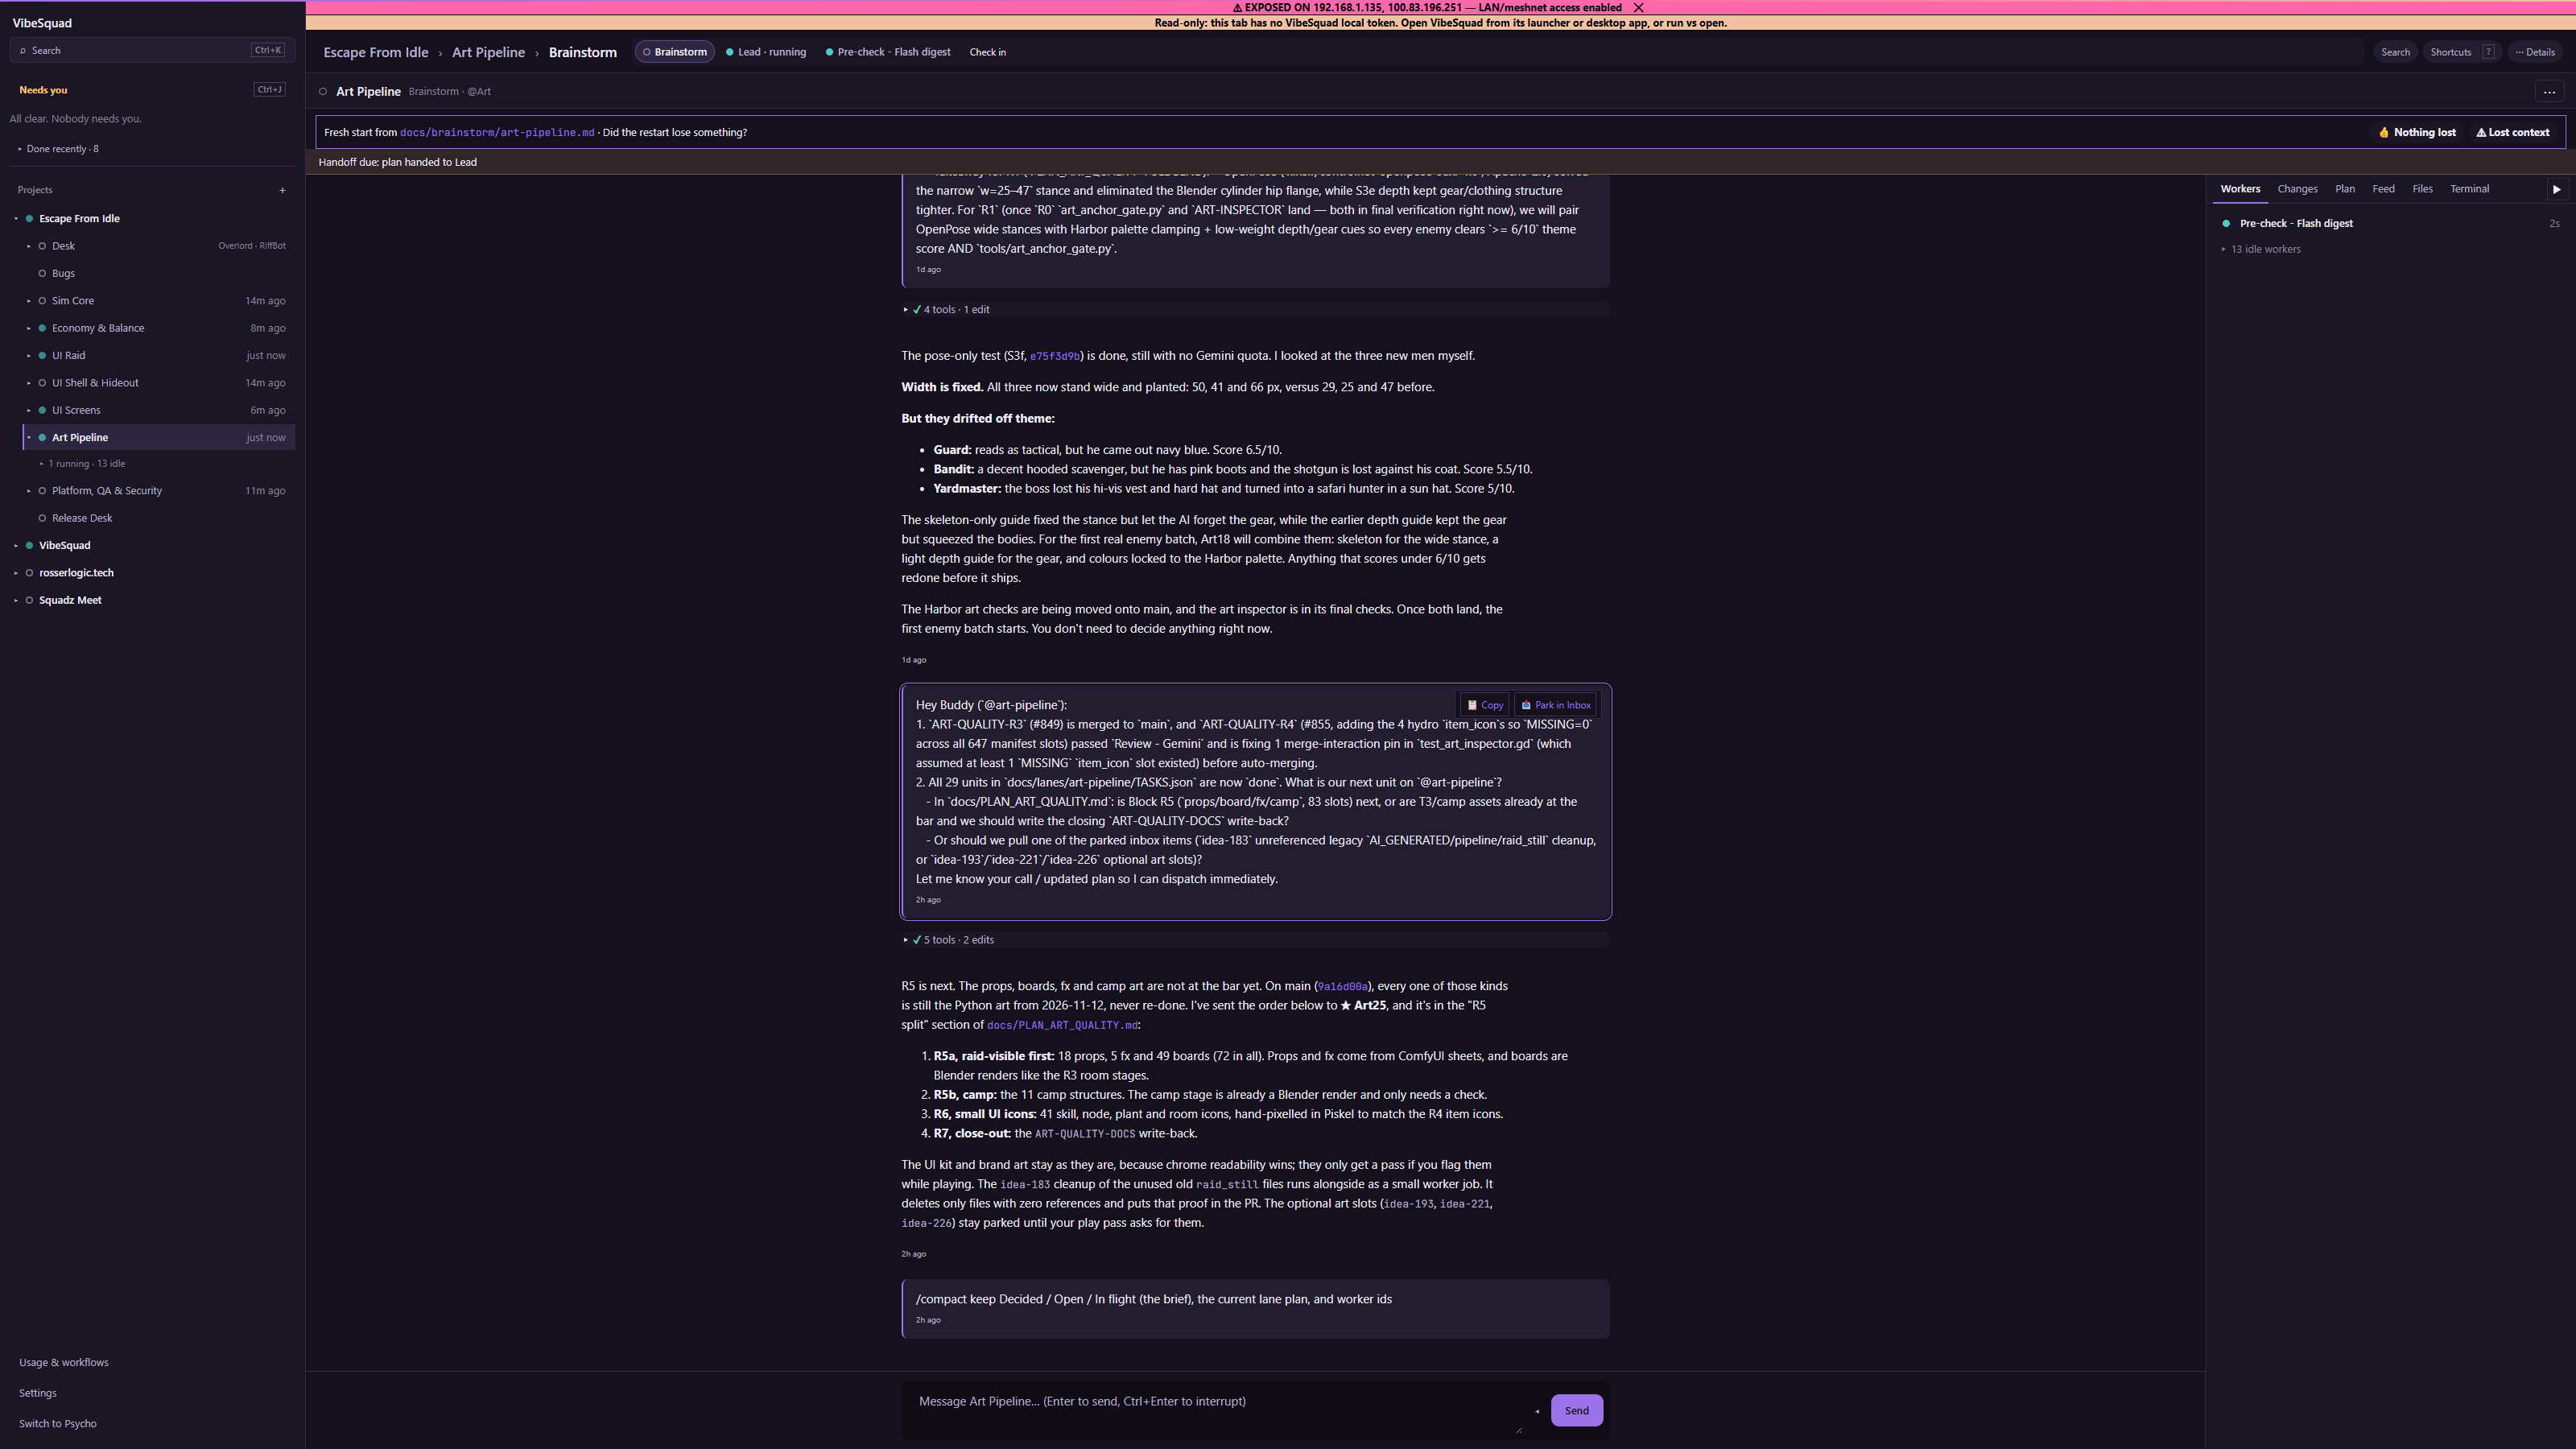 VibeSquad
Search
Ctrl+K
Needs you
Ctrl+J
All clear. Nobody needs you.
Done recently · 8
Projects
+
Escape From Idle
Desk
Overlord · RiffBot
Bugs
Sim Core
14m ago
Economy & Balance
8m ago
UI Raid
just now
UI Shell & Hideout
14m ago
UI Screens
6m ago
Art Pipeline
just now
1 running · 13 idle
Platform, QA & Security
11m ago
Release Desk
VibeSquad
rosserlogic.tech
Squadz Meet
Usage & workflows
Settings
Switch to Psycho
⚠ EXPOSED ON 192.168.1.135, 100.83.196.251 — LAN/meshnet access enabled
Read-only: this tab has no VibeSquad local token. Open VibeSquad from its launcher or desktop app, or run vs open.
Escape From Idle › Art Pipeline › Brainstorm
Brainstorm
Lead · running
Pre-check - Flash digest
Check in
Search
Shortcuts ?
··· Details
Art Pipeline Brainstorm · @Art
...
Fresh start from docs/brainstorm/art-pipeline.md · Did the restart lose something?
👍 Nothing lost
⚠ Lost context
Handoff due: plan handed to Lead
the narrow `w=25–47` stance and eliminated the Blender cylinder hip flange, while S3e depth kept gear/clothing structure
tighter. For `R1` (once `R0` `art_anchor_gate.py` and `ART-INSPECTOR` land — both in final verification right now), we will pair
OpenPose wide stances with Harbor palette clamping + low-weight depth/gear cues so every enemy clears `>= 6/10` theme
score AND `tools/art_anchor_gate.py`.
1d ago
✓ 4 tools · 1 edit
The pose-only test (S3f, e75f3d9b) is done, still with no Gemini quota. I looked at the three new men myself.
Width is fixed. All three now stand wide and planted: 50, 41 and 66 px, versus 29, 25 and 47 before.
But they drifted off theme:
• Guard: reads as tactical, but he came out navy blue. Score 6.5/10.
• Bandit: a decent hooded scavenger, but he has pink boots and the shotgun is lost against his coat. Score 5.5/10.
• Yardmaster: the boss lost his hi-vis vest and hard hat and turned into a safari hunter in a sun hat. Score 5/10.
The skeleton-only guide fixed the stance but let the AI forget the gear, while the earlier depth guide kept the gear
but squeezed the bodies. For the first real enemy batch, Art18 will combine them: skeleton for the wide stance, a
light depth guide for the gear, and colours locked to the Harbor palette. Anything that scores under 6/10 gets
redone before it ships.
The Harbor art checks are being moved onto main, and the art inspector is in its final checks. Once both land, the
first enemy batch starts. You don't need to decide anything right now.
1d ago
Copy
Park in Inbox
Hey Buddy (`@art-pipeline`):
1. `ART-QUALITY-R3` (#849) is merged to `main`, and `ART-QUALITY-R4` (#855, adding the 4 hydro `item_icon`s so `MISSING=0`
across all 647 manifest slots) passed `Review - Gemini` and is fixing 1 merge-interaction pin in `test_art_inspector.gd` (which
assumed at least 1 `MISSING` `item_icon` slot existed) before auto-merging.
2. All 29 units in `docs/lanes/art-pipeline/TASKS.json` are now `done`. What is our next unit on `@art-pipeline`?
- In `docs/PLAN_ART_QUALITY.md`: is Block R5 (`props/board/fx/camp`, 83 slots) next, or are T3/camp assets already at the
bar and we should write the closing `ART-QUALITY-DOCS` write-back?
- Or should we pull one of the parked inbox items (`idea-183` unreferenced legacy `AI_GENERATED/pipeline/raid_still` cleanup,
or `idea-193`/`idea-221`/`idea-226` optional art slots)?
Let me know your call / updated plan so I can dispatch immediately.
2h ago
✓ 5 tools · 2 edits
R5 is next. The props, boards, fx and camp art are not at the bar yet. On main (9a16d00a), every one of those kinds
is still the Python art from 2026-11-12, never re-done. I've sent the order below to ★ Art25, and it's in the "R5
split" section of docs/PLAN_ART_QUALITY.md:
1. R5a, raid-visible first: 18 props, 5 fx and 49 boards (72 in all). Props and fx come from ComfyUI sheets, and boards are
Blender renders like the R3 room stages.
2. R5b, camp: the 11 camp structures. The camp stage is already a Blender render and only needs a check.
3. R6, small UI icons: 41 skill, node, plant and room icons, hand-pixelled in Piskel to match the R4 item icons.
4. R7, close-out: the ART-QUALITY-DOCS write-back.
The UI kit and brand art stay as they are, because chrome readability wins; they only get a pass if you flag them
while playing. The idea-183 cleanup of the unused old raid_still files runs alongside as a small worker job. It
deletes only files with zero references and puts that proof in the PR. The optional art slots (idea-193, idea-221,
idea-226) stay parked until your play pass asks for them.
2h ago
/compact keep Decided / Open / In flight (the brief), the current lane plan, and worker ids
2h ago
Message Art Pipeline... (Enter to send, Ctrl+Enter to interrupt)
Send
Workers
Changes
Plan
Feed
Files
Terminal
Pre-check - Flash digest
2s
13 idle workers